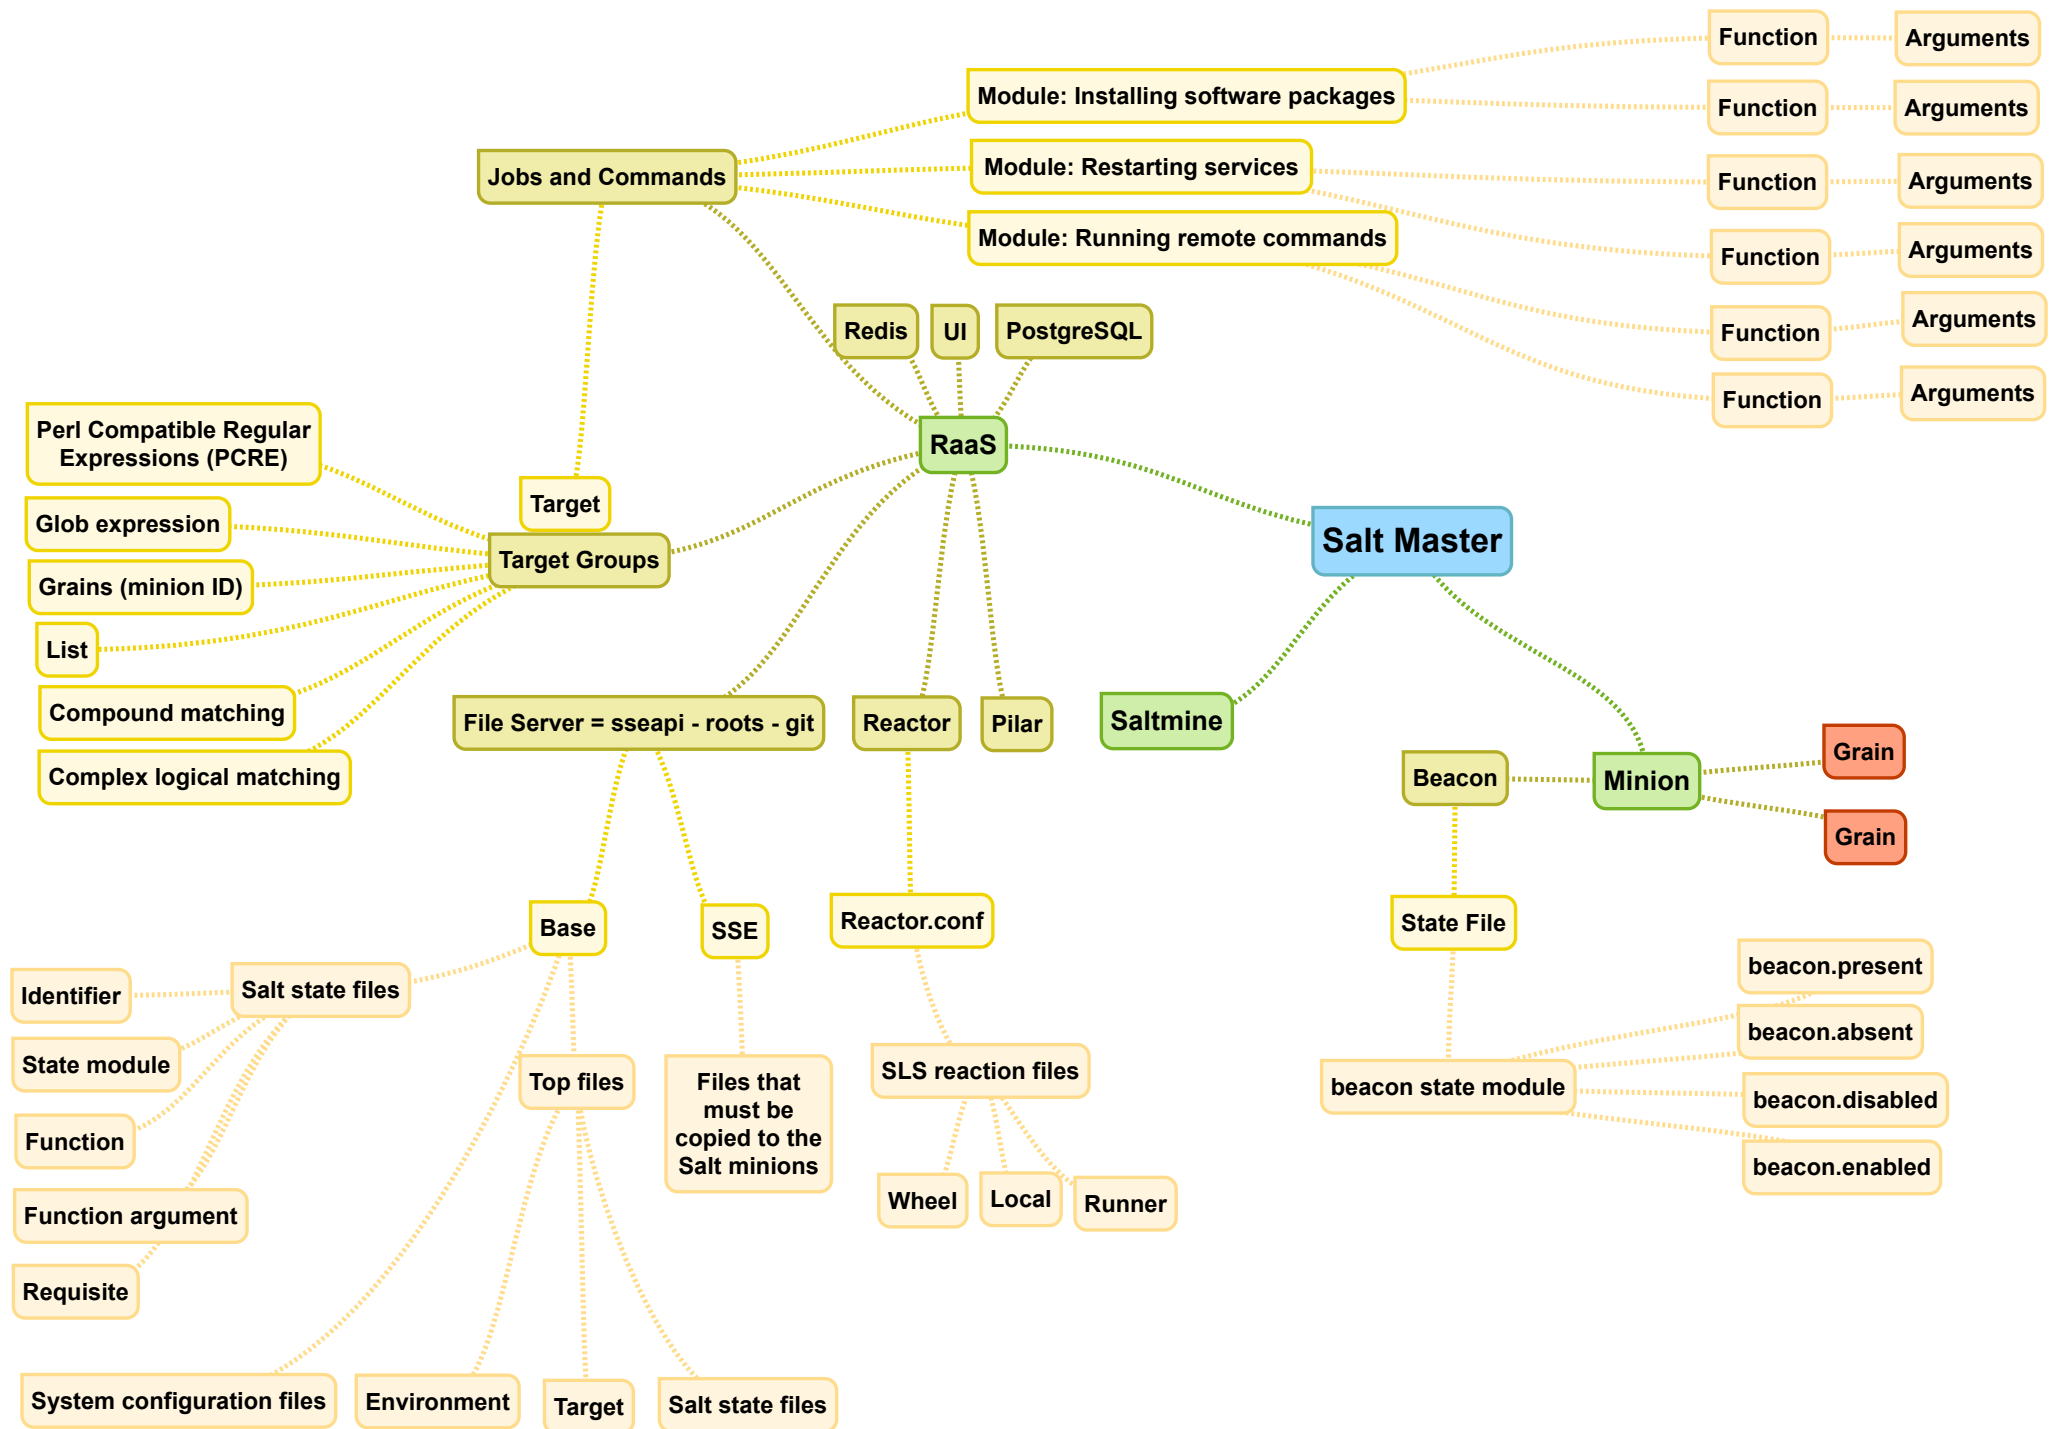 Function
Arguments
Module: Installing software packages
Function
Arguments
Jobs and Commands
Module: Restarting services
Function
Arguments
Module: Running remote commands
Function
Arguments
Redis
UI
PostgreSQL
Function
Arguments
Function
Arguments
Perl Compatible Regular
Expressions (PCRE)
RaaS
Target
Glob expression
Target Groups
Salt Master
Grains (minion ID)
List
Compound matching
File Server = sseapi - roots - git
Reactor
Pilar
Saltmine
Complex logical matching
Beacon
Minion
Grain
Grain
Base
SSE
Reactor.conf
State File
Identifier
Salt state files
beacon.present
beacon.absent
State module
Top files
Files that
must be
copied to the
Salt minions
SLS reaction files
beacon state module
beacon.disabled
Function
beacon.enabled
Function argument
Wheel
Local
Runner
Requisite
System configuration files
Environment
Target
Salt state files